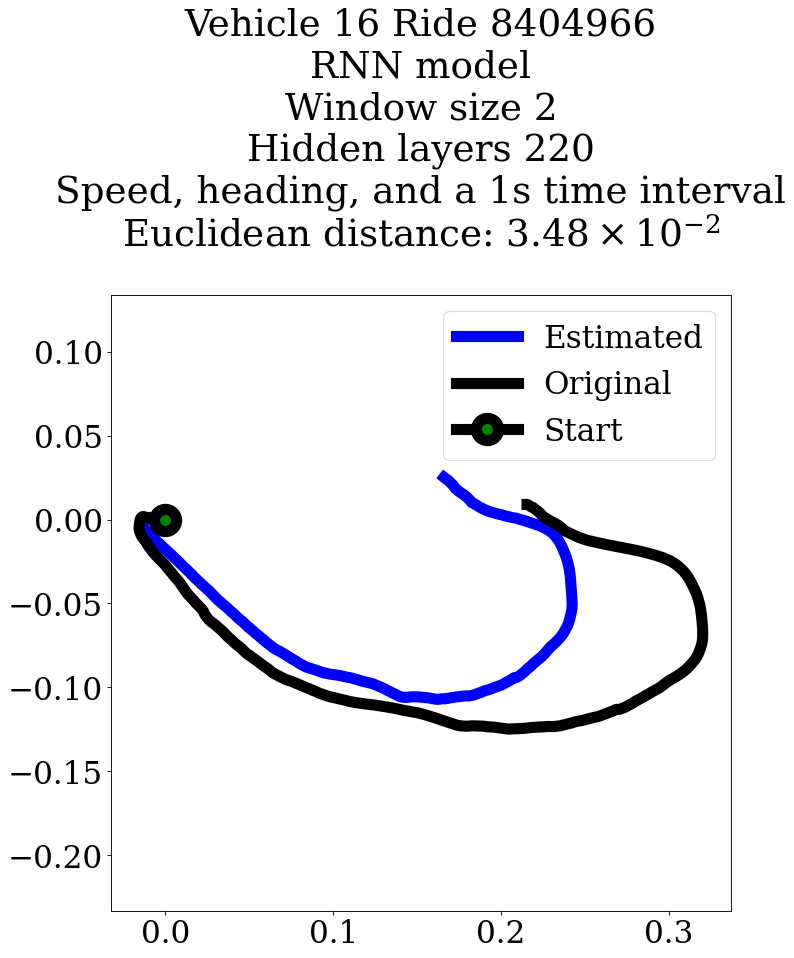 Vehicle 16 Ride 8404966
RNN model
Window size 2
Hidden layers 220
Speed, heading, and a 1s time interval
Euclidean distance: 3.48 × 10⁻²
Estimated
Original
Start
0.10
0.05
0.00
−0.05
−0.10
−0.15
−0.20
0.0 0.1 0.2 0.3